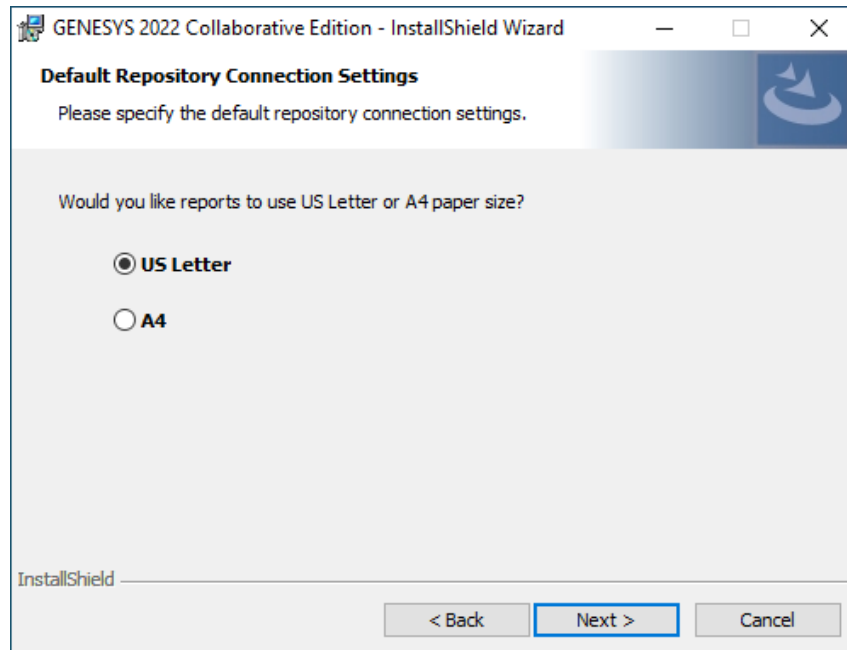 GENESYS 2022 Collaborative Edition - InstallShield Wizard
Default Repository Connection Settings
Please specify the default repository connection settings.
Would you like reports to use US Letter or A4 paper size?
US Letter
A4
InstallShield
< Back Next > Cancel